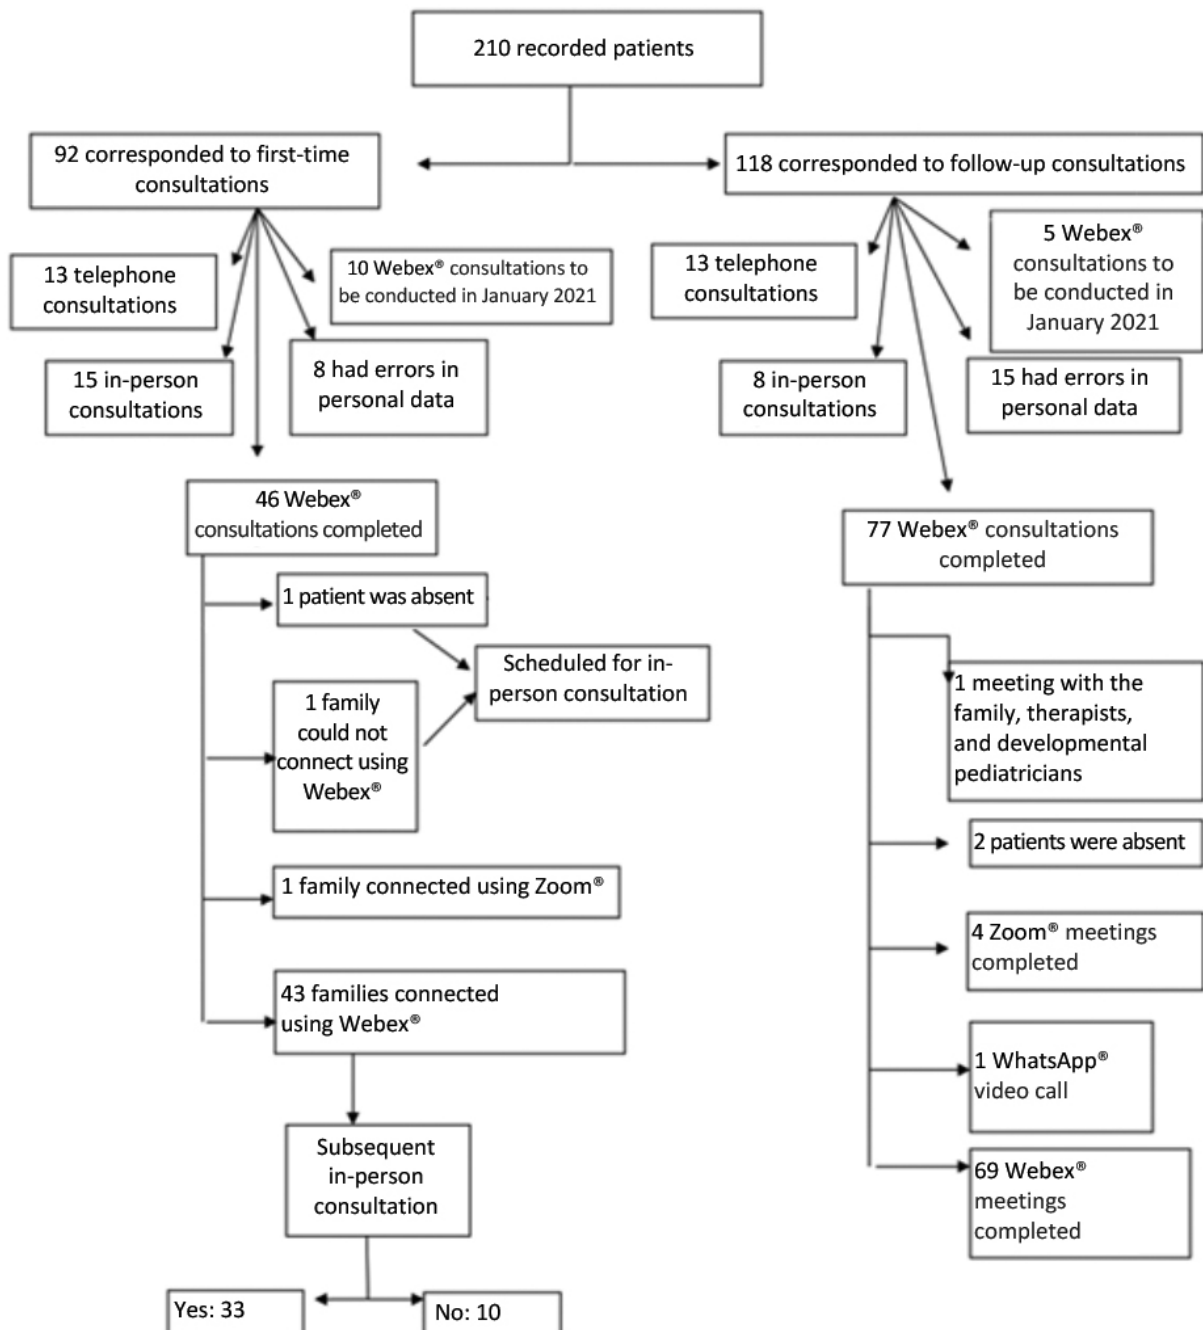 210 recorded patients
92 corresponded to first-time
consultations
118 corresponded to follow-up consultations
13 telephone
consultations
10 Webex® consultations to
be conducted in January 2021
15 in-person
consultations
8 had errors in
personal data
13 telephone
consultations
5 Webex®
consultations to
be conducted in
January 2021
8 in-person
consultations
15 had errors in
personal data
46 Webex®
consultations completed
1 patient was absent
Scheduled for in-
person consultation
1 family
could not
connect using
Webex®
1 family connected using Zoom®
43 families connected
using Webex®
Subsequent
in-person
consultation
Yes: 33
No: 10
77 Webex® consultations
completed
1 meeting with the
family, therapists,
and developmental
pediatricians
2 patients were absent
4 Zoom® meetings
completed
1 WhatsApp®
video call
69 Webex®
meetings
completed